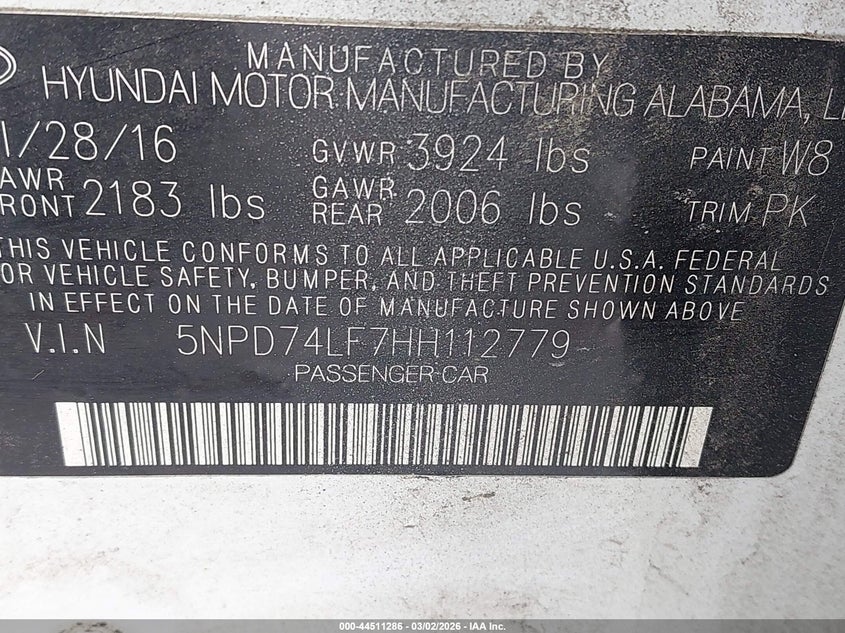 MANUFACTURED BY
HYUNDAI MOTOR MANUFACTURING ALABAMA, LL
1/28/16 GVWR 3924 lbs PAINT W8
AWR FRONT 2183 lbs GAWR REAR 2006 lbs TRIM PK
THIS VEHICLE CONFORMS TO ALL APPLICABLE U.S.A. FEDERAL
OR VEHICLE SAFETY, BUMPER, AND THEFT PREVENTION STANDARDS
IN EFFECT ON THE DATE OF MANUFACTURE SHOWN ABOVE
V.I.N 5NPD74LF7HH112779
PASSENGER CAR
000-44511286 - 03/02/2026 - IAA Inc.